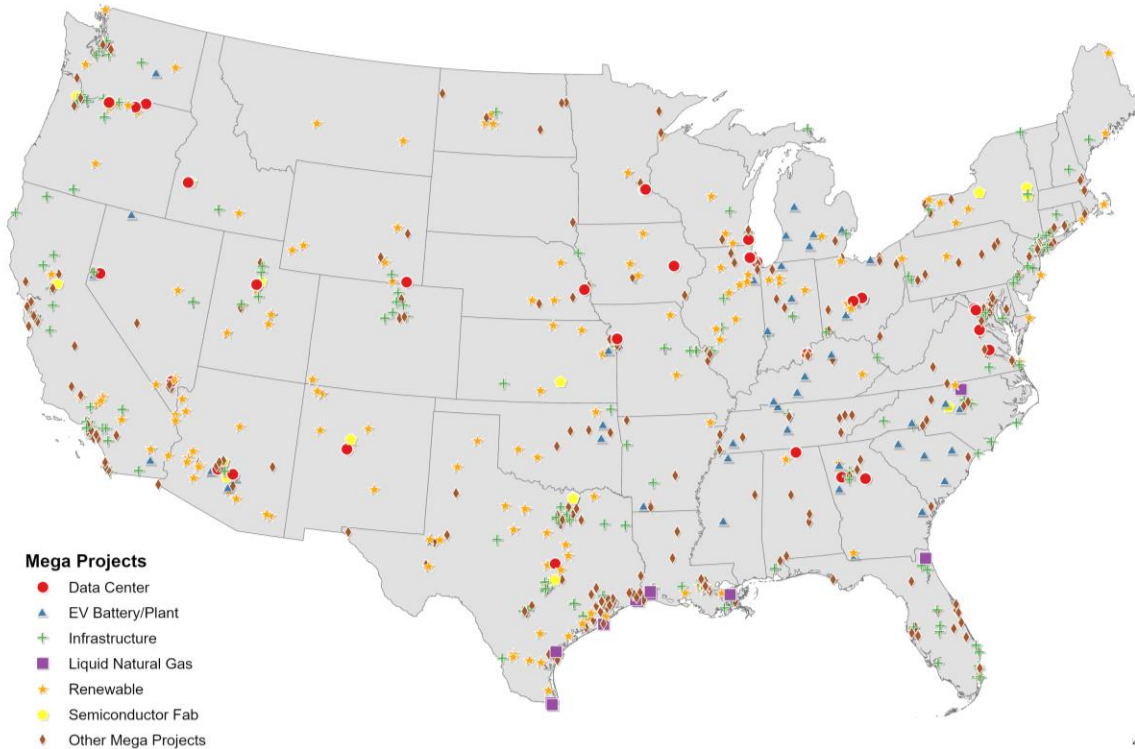 Mega Projects
Data Center
EV Battery/Plant
Infrastructure
Liquid Natural Gas
Renewable
Semiconductor Fab
Other Mega Projects